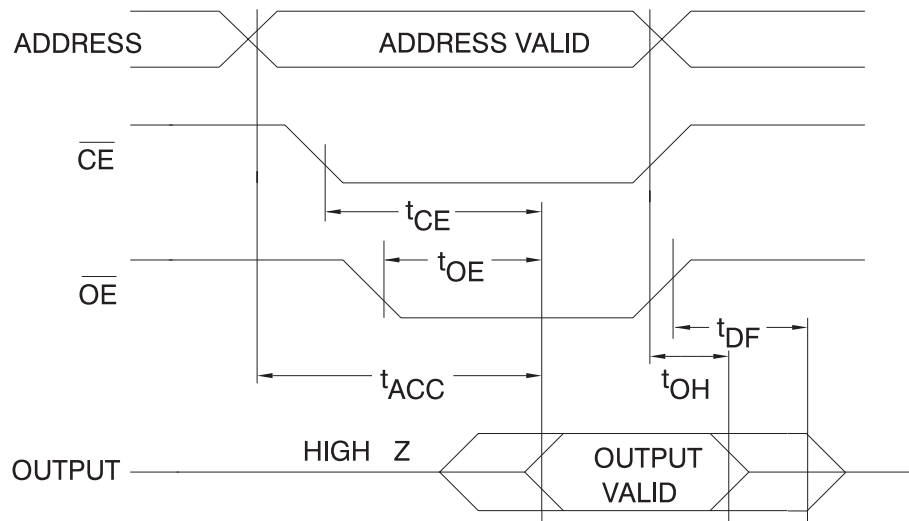 ADDRESS
ADDRESS VALID
CE
tCE
tOE
OE
tDF
tACC
tOH
HIGH Z
OUTPUT
OUTPUT
VALID